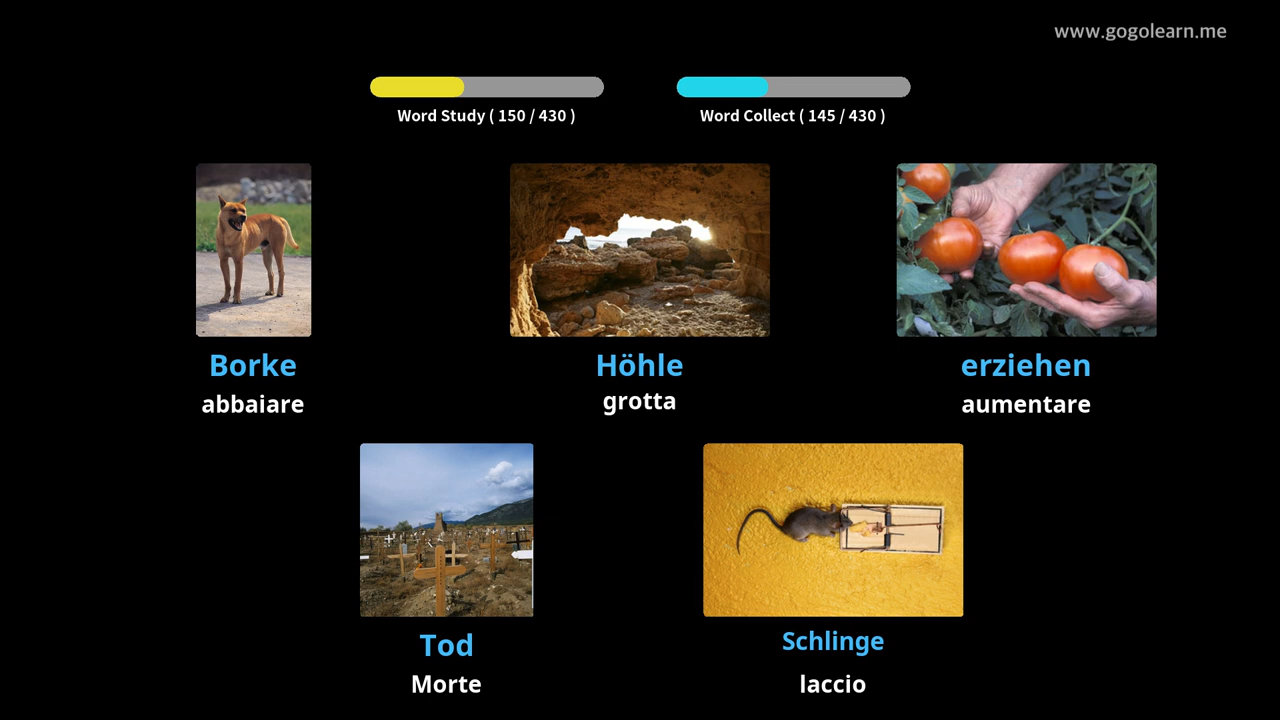 www.gogolearn.me
Word Study ( 150 / 430 )
Word Collect ( 145 / 430 )
Borke
abbaiare
Höhle
grotta
erziehen
aumentare
Tod
Morte
Schlinge
laccio